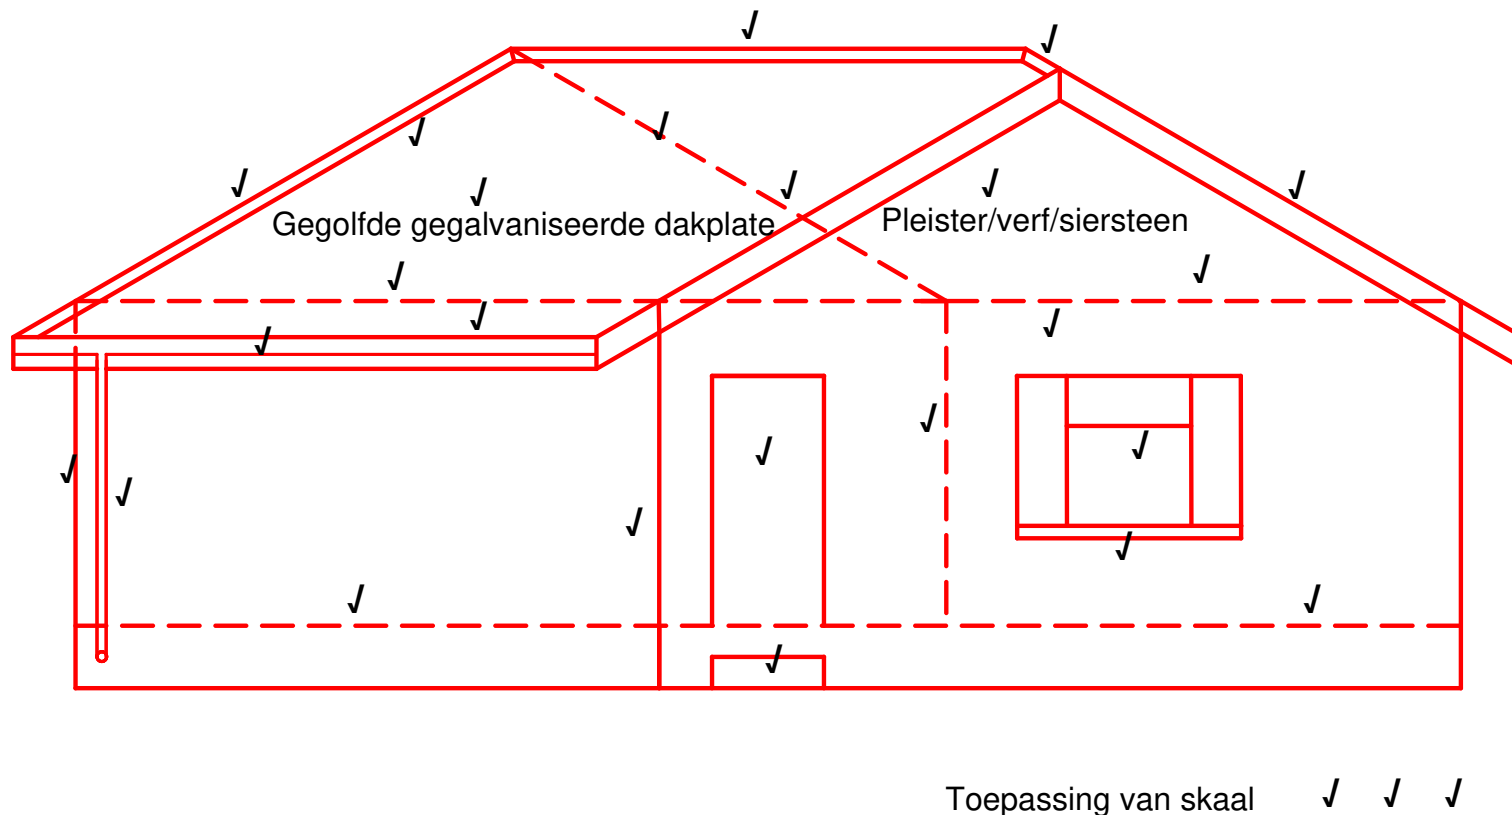 Gegolfde gegalvaniseerde dakplate
Pleister/verf/siersteen
Toepassing van skaal √ √ √